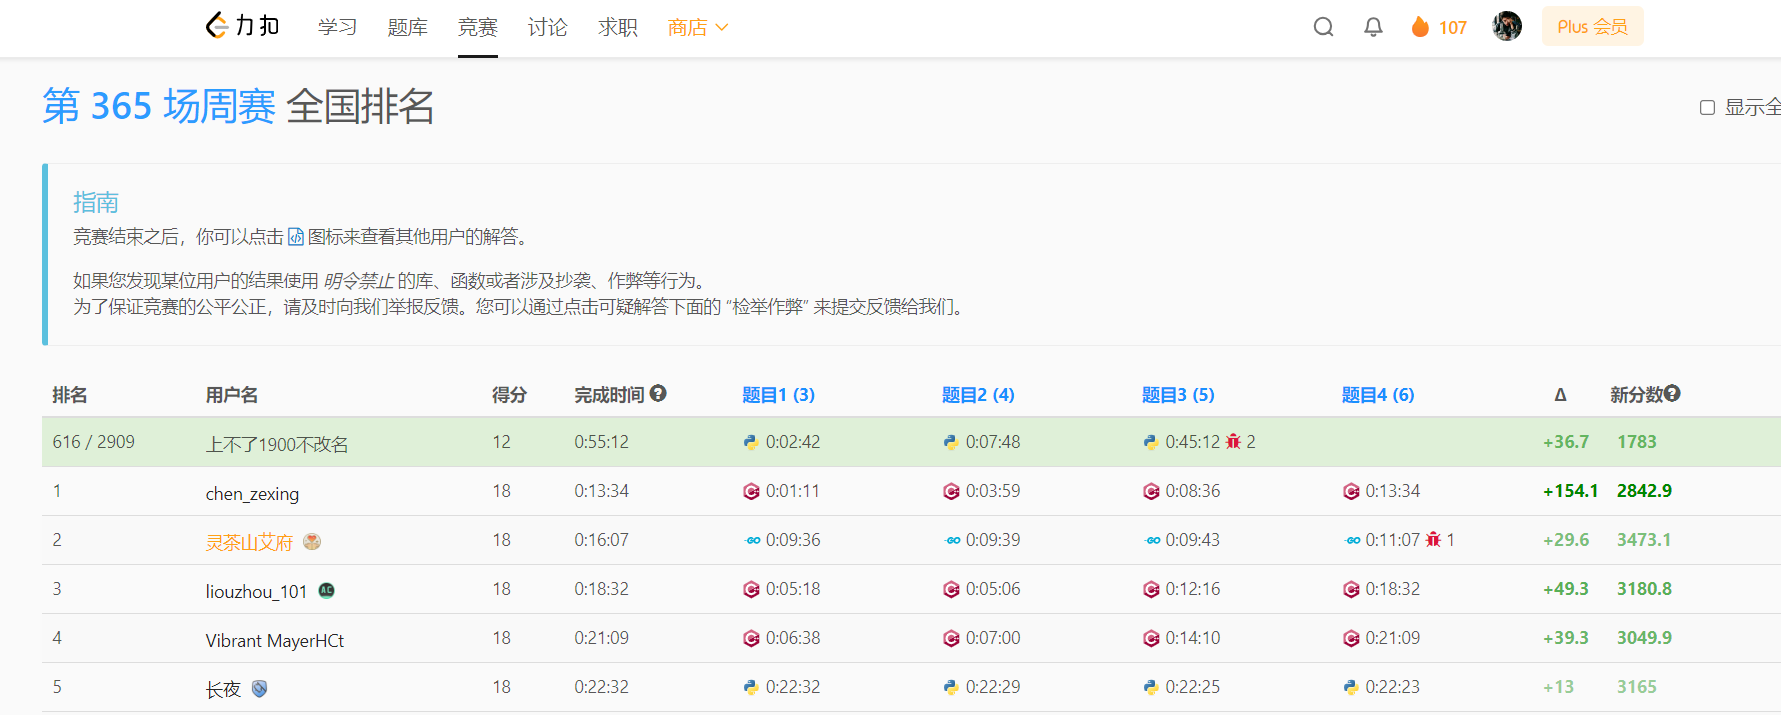 力扣 学习 题库 竞赛 讨论 求职 商店 107 Plus 会员
第 365 场周赛 全国排名 显示全
指南
竞赛结束之后，你可以点击 图标来查看其他用户的解答。
如果您发现某位用户的结果使用 明令禁止 的库、函数或者涉及抄袭、作弊等行为。
为了保证竞赛的公平公正，请及时向我们举报反馈。您可以通过点击可疑解答下面的 “检举作弊” 来提交反馈给我们。
排名 用户名 得分 完成时间 题目1 (3) 题目2 (4) 题目3 (5) 题目4 (6) Δ 新分数
616 / 2909 上不了1900不改名 12 0:55:12 0:02:42 0:07:48 0:45:12 2 +36.7 1783
1 chen_zexing 18 0:13:34 0:01:11 0:03:59 0:08:36 0:13:34 +154.1 2842.9
2 灵茶山艾府 18 0:16:07 GO 0:09:36 GO 0:09:39 GO 0:09:43 GO 0:11:07 1 +29.6 3473.1
3 liouzhou_101 AC 18 0:18:32 0:05:18 0:05:06 0:12:16 0:18:32 +49.3 3180.8
4 Vibrant MayerHCt 18 0:21:09 0:06:38 0:07:00 0:14:10 0:21:09 +39.3 3049.9
5 长夜 18 0:22:32 0:22:32 0:22:29 0:22:25 0:22:23 +13 3165